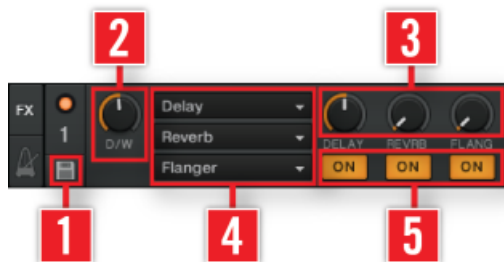 2
3
FX
1
D/W
Delay
Reverb
Flanger
DELAY REVRB FLANG
ON ON ON
1
4
5